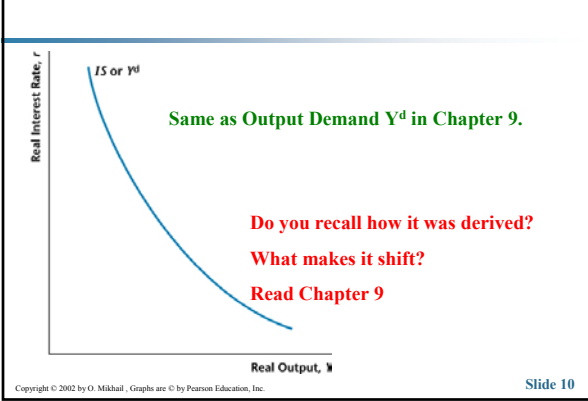 Real Interest Rate, r
IS or Yᵈ
Same as Output Demand Yᵈ in Chapter 9.
Do you recall how it was derived?
What makes it shift?
Read Chapter 9
Real Output,
Copyright © 2002 by O. Mikhail , Graphs are © by Pearson Education, Inc.
Slide 10